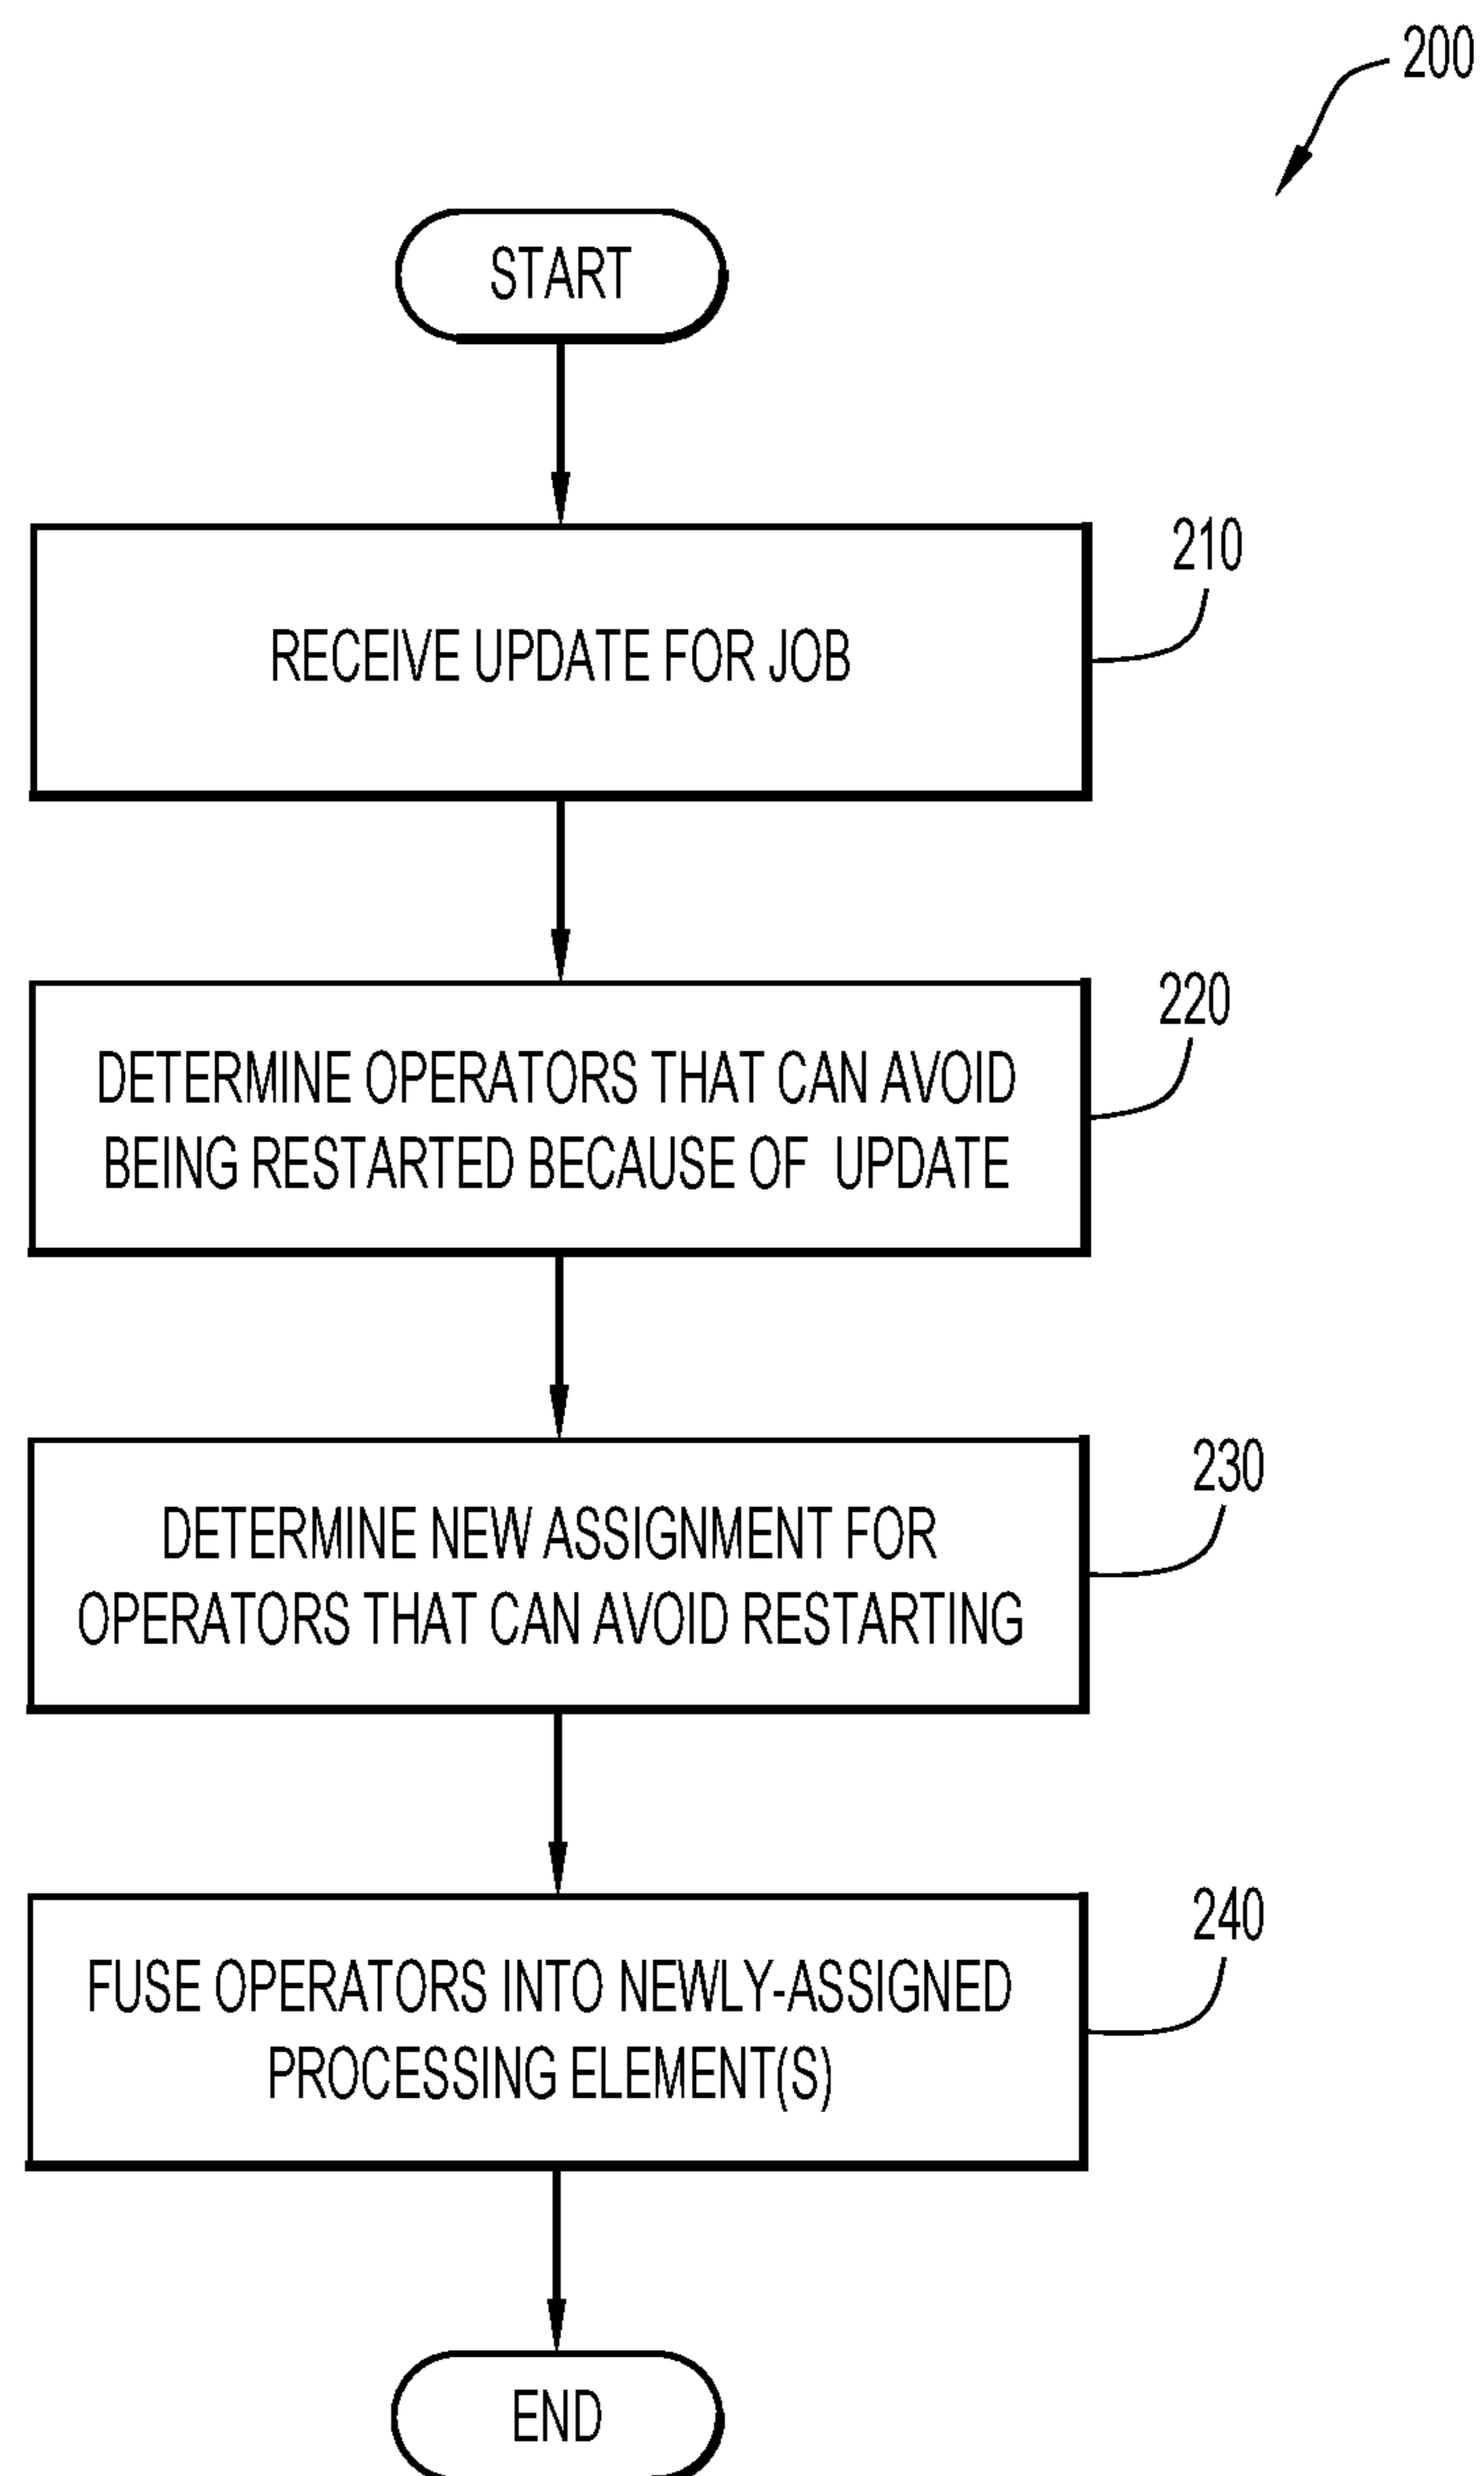 200
START
210
RECEIVE UPDATE FOR JOB
220
DETERMINE OPERATORS THAT CAN AVOID
BEING RESTARTED BECAUSE OF UPDATE
230
DETERMINE NEW ASSIGNMENT FOR
OPERATORS THAT CAN AVOID RESTARTING
240
FUSE OPERATORS INTO NEWLY-ASSIGNED
PROCESSING ELEMENT(S)
END